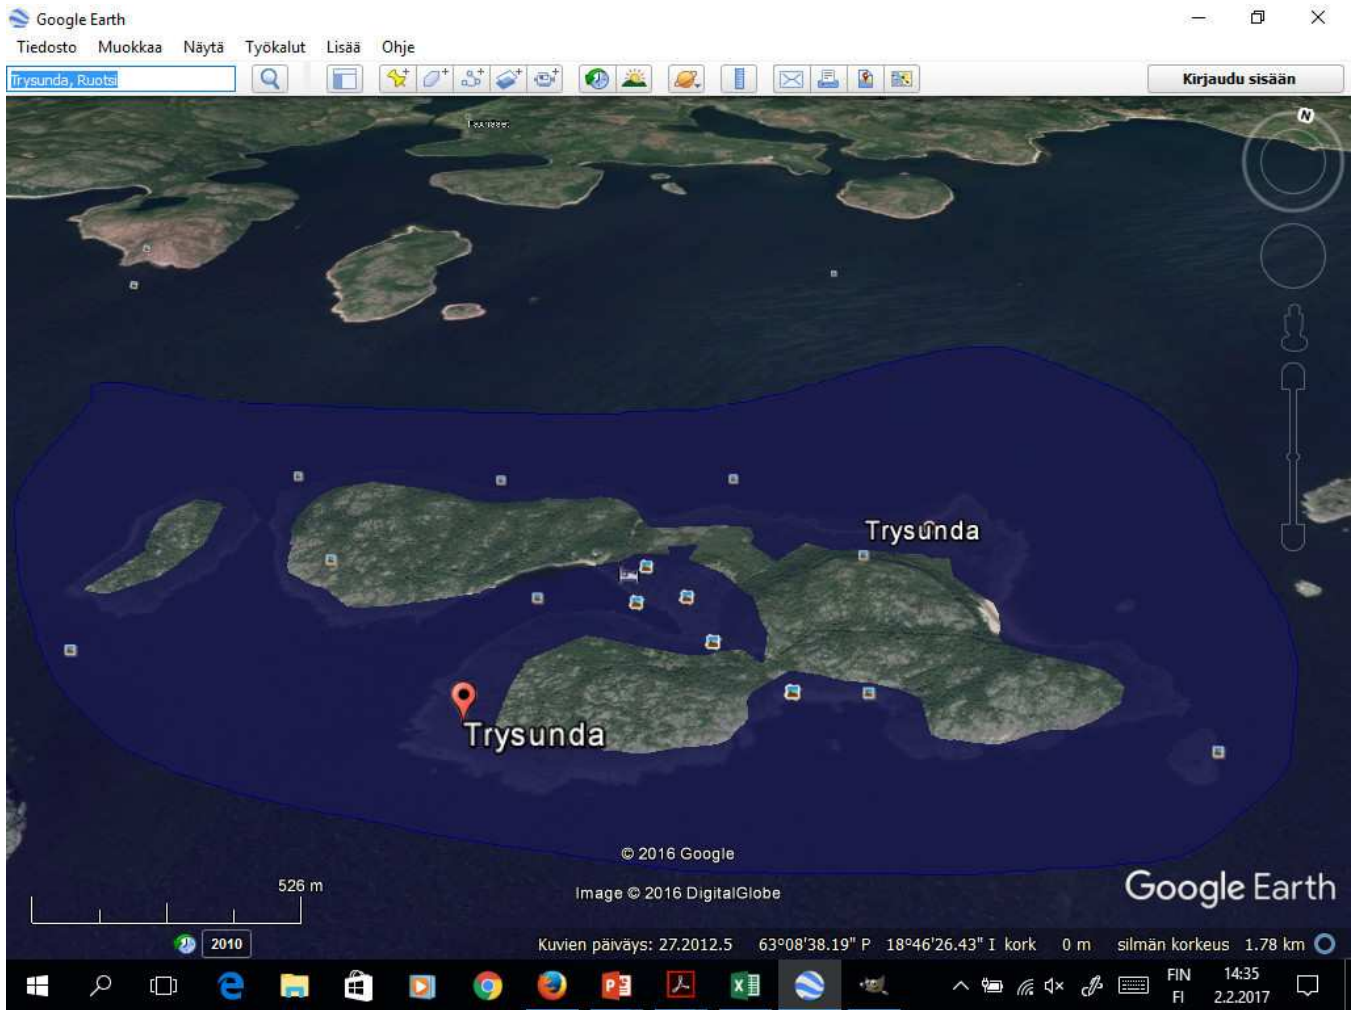 Google Earth
Tiedosto Muokkaa Näytä Työkalut Lisää Ohje
Trysunda, Ruotsi
Kirjaudu sisään
N
Trysunda
Trysunda
© 2016 Google
526 m
Image © 2016 DigitalGlobe
Google Earth
2010
Kuvien päiväys: 27.2012.5 63°08'38.19" P 18°46'26.43" I kork 0 m silmän korkeus 1.78 km
FIN 14:35
FI 2.2.2017